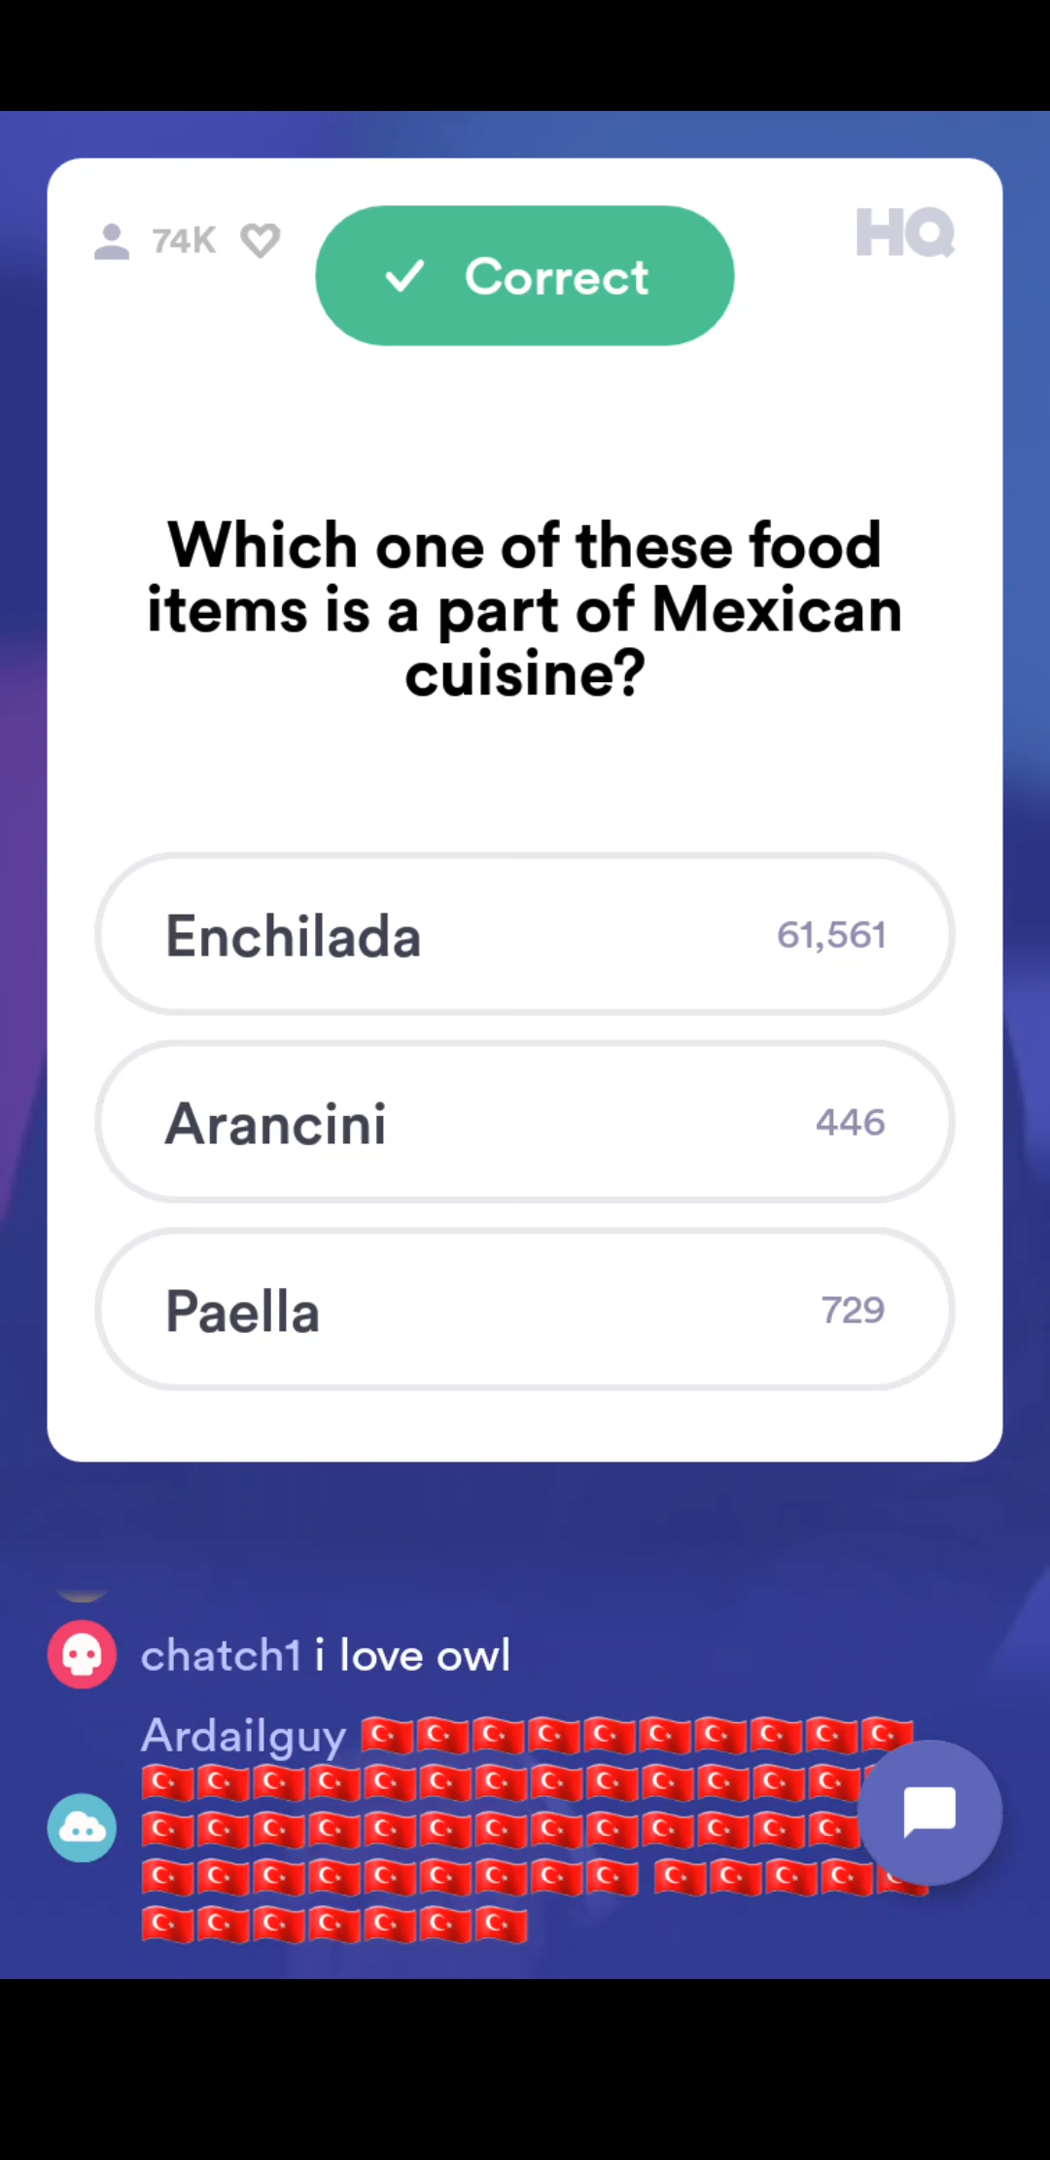 74K
Correct
HQ
Which one of these food
items is a part of Mexican
cuisine?
Enchilada 61,561
Arancini 446
Paella 729
chatch1 i love owl
Ardailguy 🇹🇷🇹🇷🇹🇷🇹🇷🇹🇷🇹🇷🇹🇷🇹🇷🇹🇷🇹🇷
🇹🇷🇹🇷🇹🇷🇹🇷🇹🇷🇹🇷🇹🇷🇹🇷🇹🇷🇹🇷🇹🇷🇹🇷🇹🇷🇹🇷
🇹🇷🇹🇷🇹🇷🇹🇷🇹🇷🇹🇷🇹🇷🇹🇷🇹🇷🇹🇷🇹🇷🇹🇷🇹🇷
🇹🇷🇹🇷🇹🇷🇹🇷🇹🇷🇹🇷🇹🇷🇹🇷🇹🇷 🇹🇷🇹🇷🇹🇷🇹🇷🇹🇷
🇹🇷🇹🇷🇹🇷🇹🇷🇹🇷🇹🇷🇹🇷